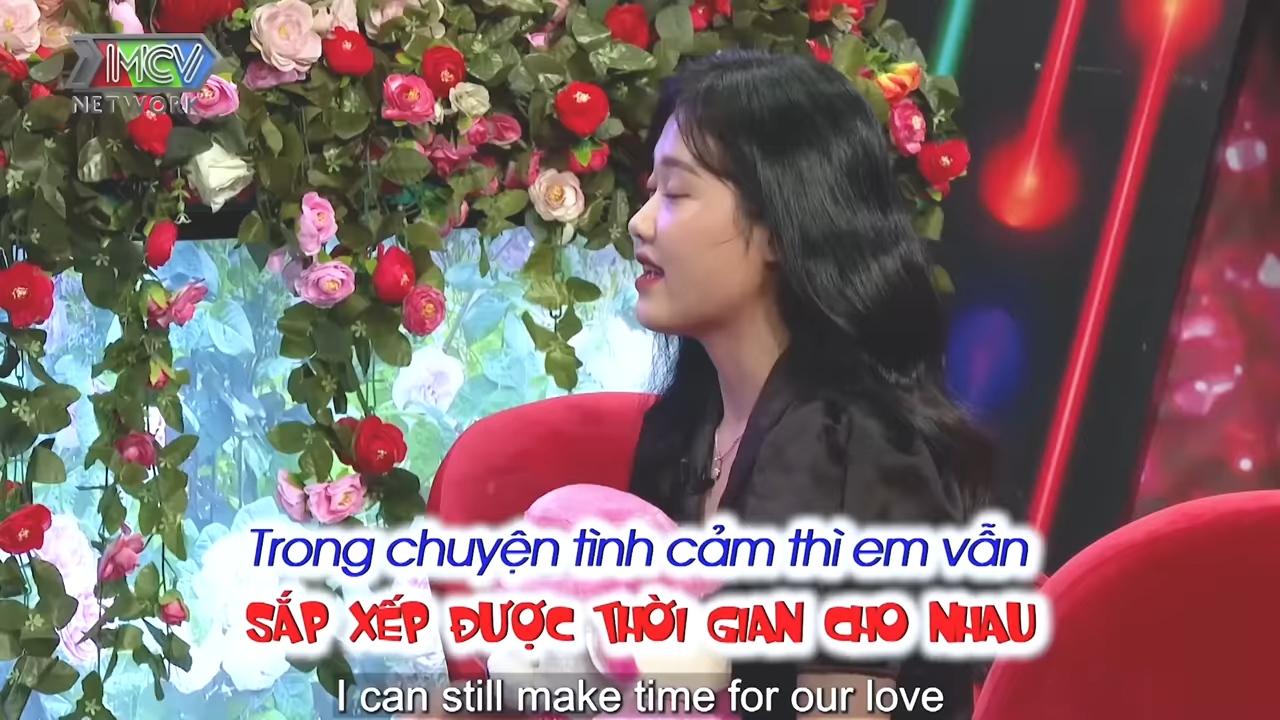 MCV
NETWORK
Trong chuyện tình cảm thì em vẫn
SẮP XẾP ĐƯỢC THỜI GIAN CHO NHAU
I can still make time for our love